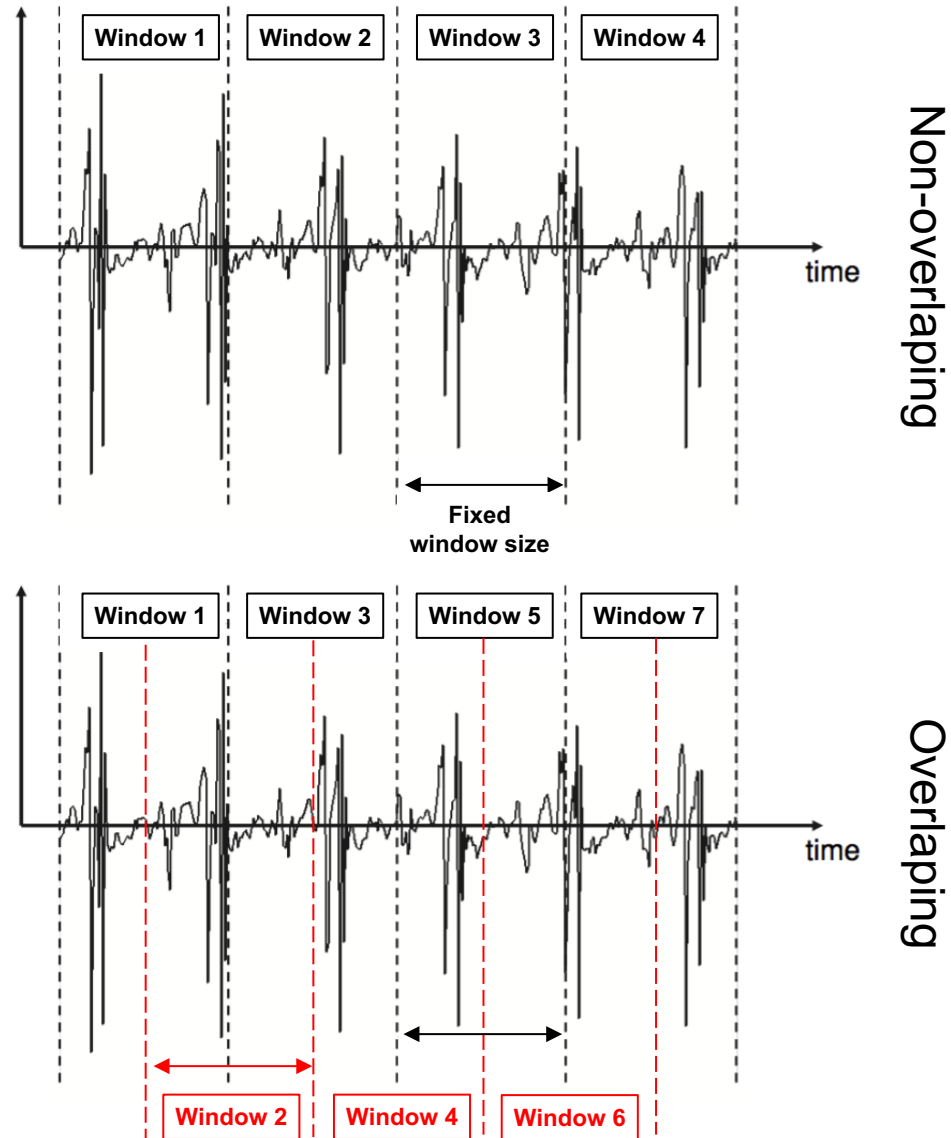 Window 1
Window 2
Window 3
Window 4
Non-overlaping
time
Fixed
window size
Window 1
Window 3
Window 5
Window 7
Overlaping
time
Window 2
Window 4
Window 6